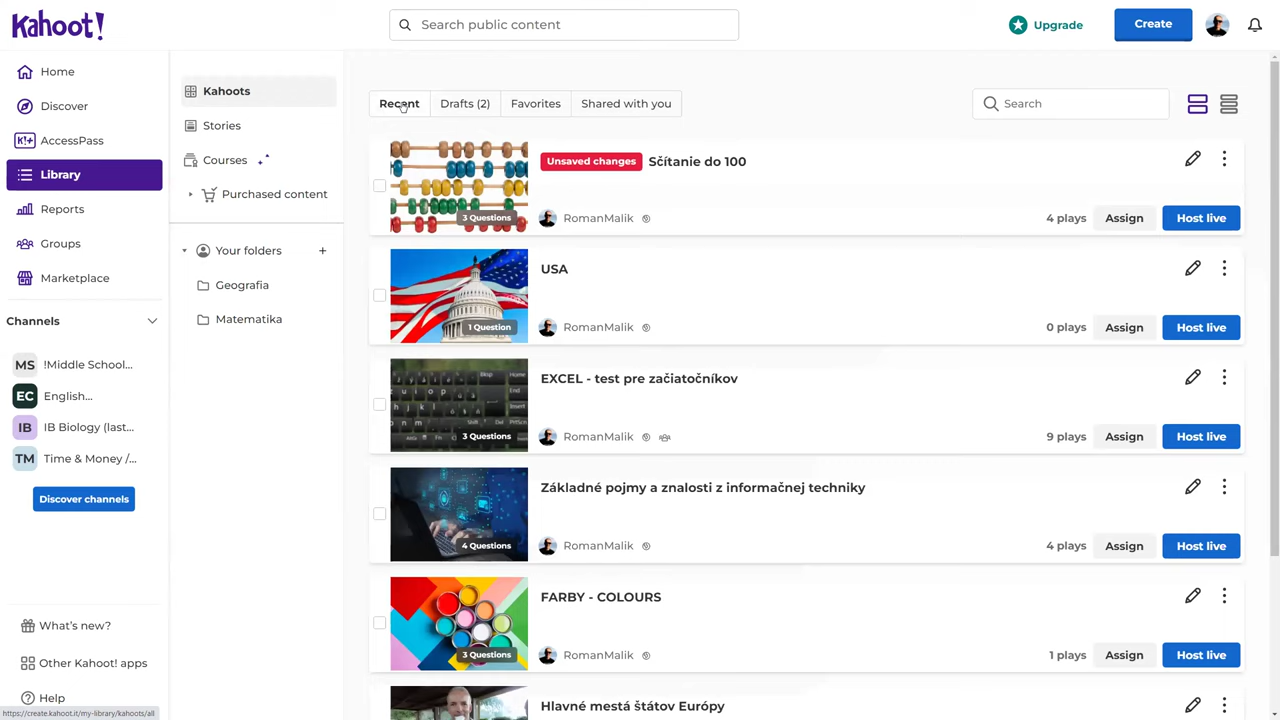 Kahoot!
Search public content
Upgrade
Create
Home
Discover
K!+ AccessPass
Library
Reports
Groups
Marketplace
Channels
MS !Middle School...
EC English...
IB IB Biology (last...
TM Time & Money /...
Discover channels
What's new?
Other Kahoot! apps
Help
https://create.kahoot.it/my-library/kahoots/all
Kahoots
Stories
Courses
Purchased content
Your folders +
Geografia
Matematika
Recent Drafts (2) Favorites Shared with you
Search
3 Questions
Unsaved changes Sčítanie do 100
RomanMalik 4 plays Assign Host live
1 Question
USA
RomanMalik 0 plays Assign Host live
3 Questions
EXCEL - test pre začiatočníkov
RomanMalik 9 plays Assign Host live
4 Questions
Základné pojmy a znalosti z informačnej techniky
RomanMalik 4 plays Assign Host live
3 Questions
FARBY - COLOURS
RomanMalik 1 plays Assign Host live
Hlavné mestá štátov Európy